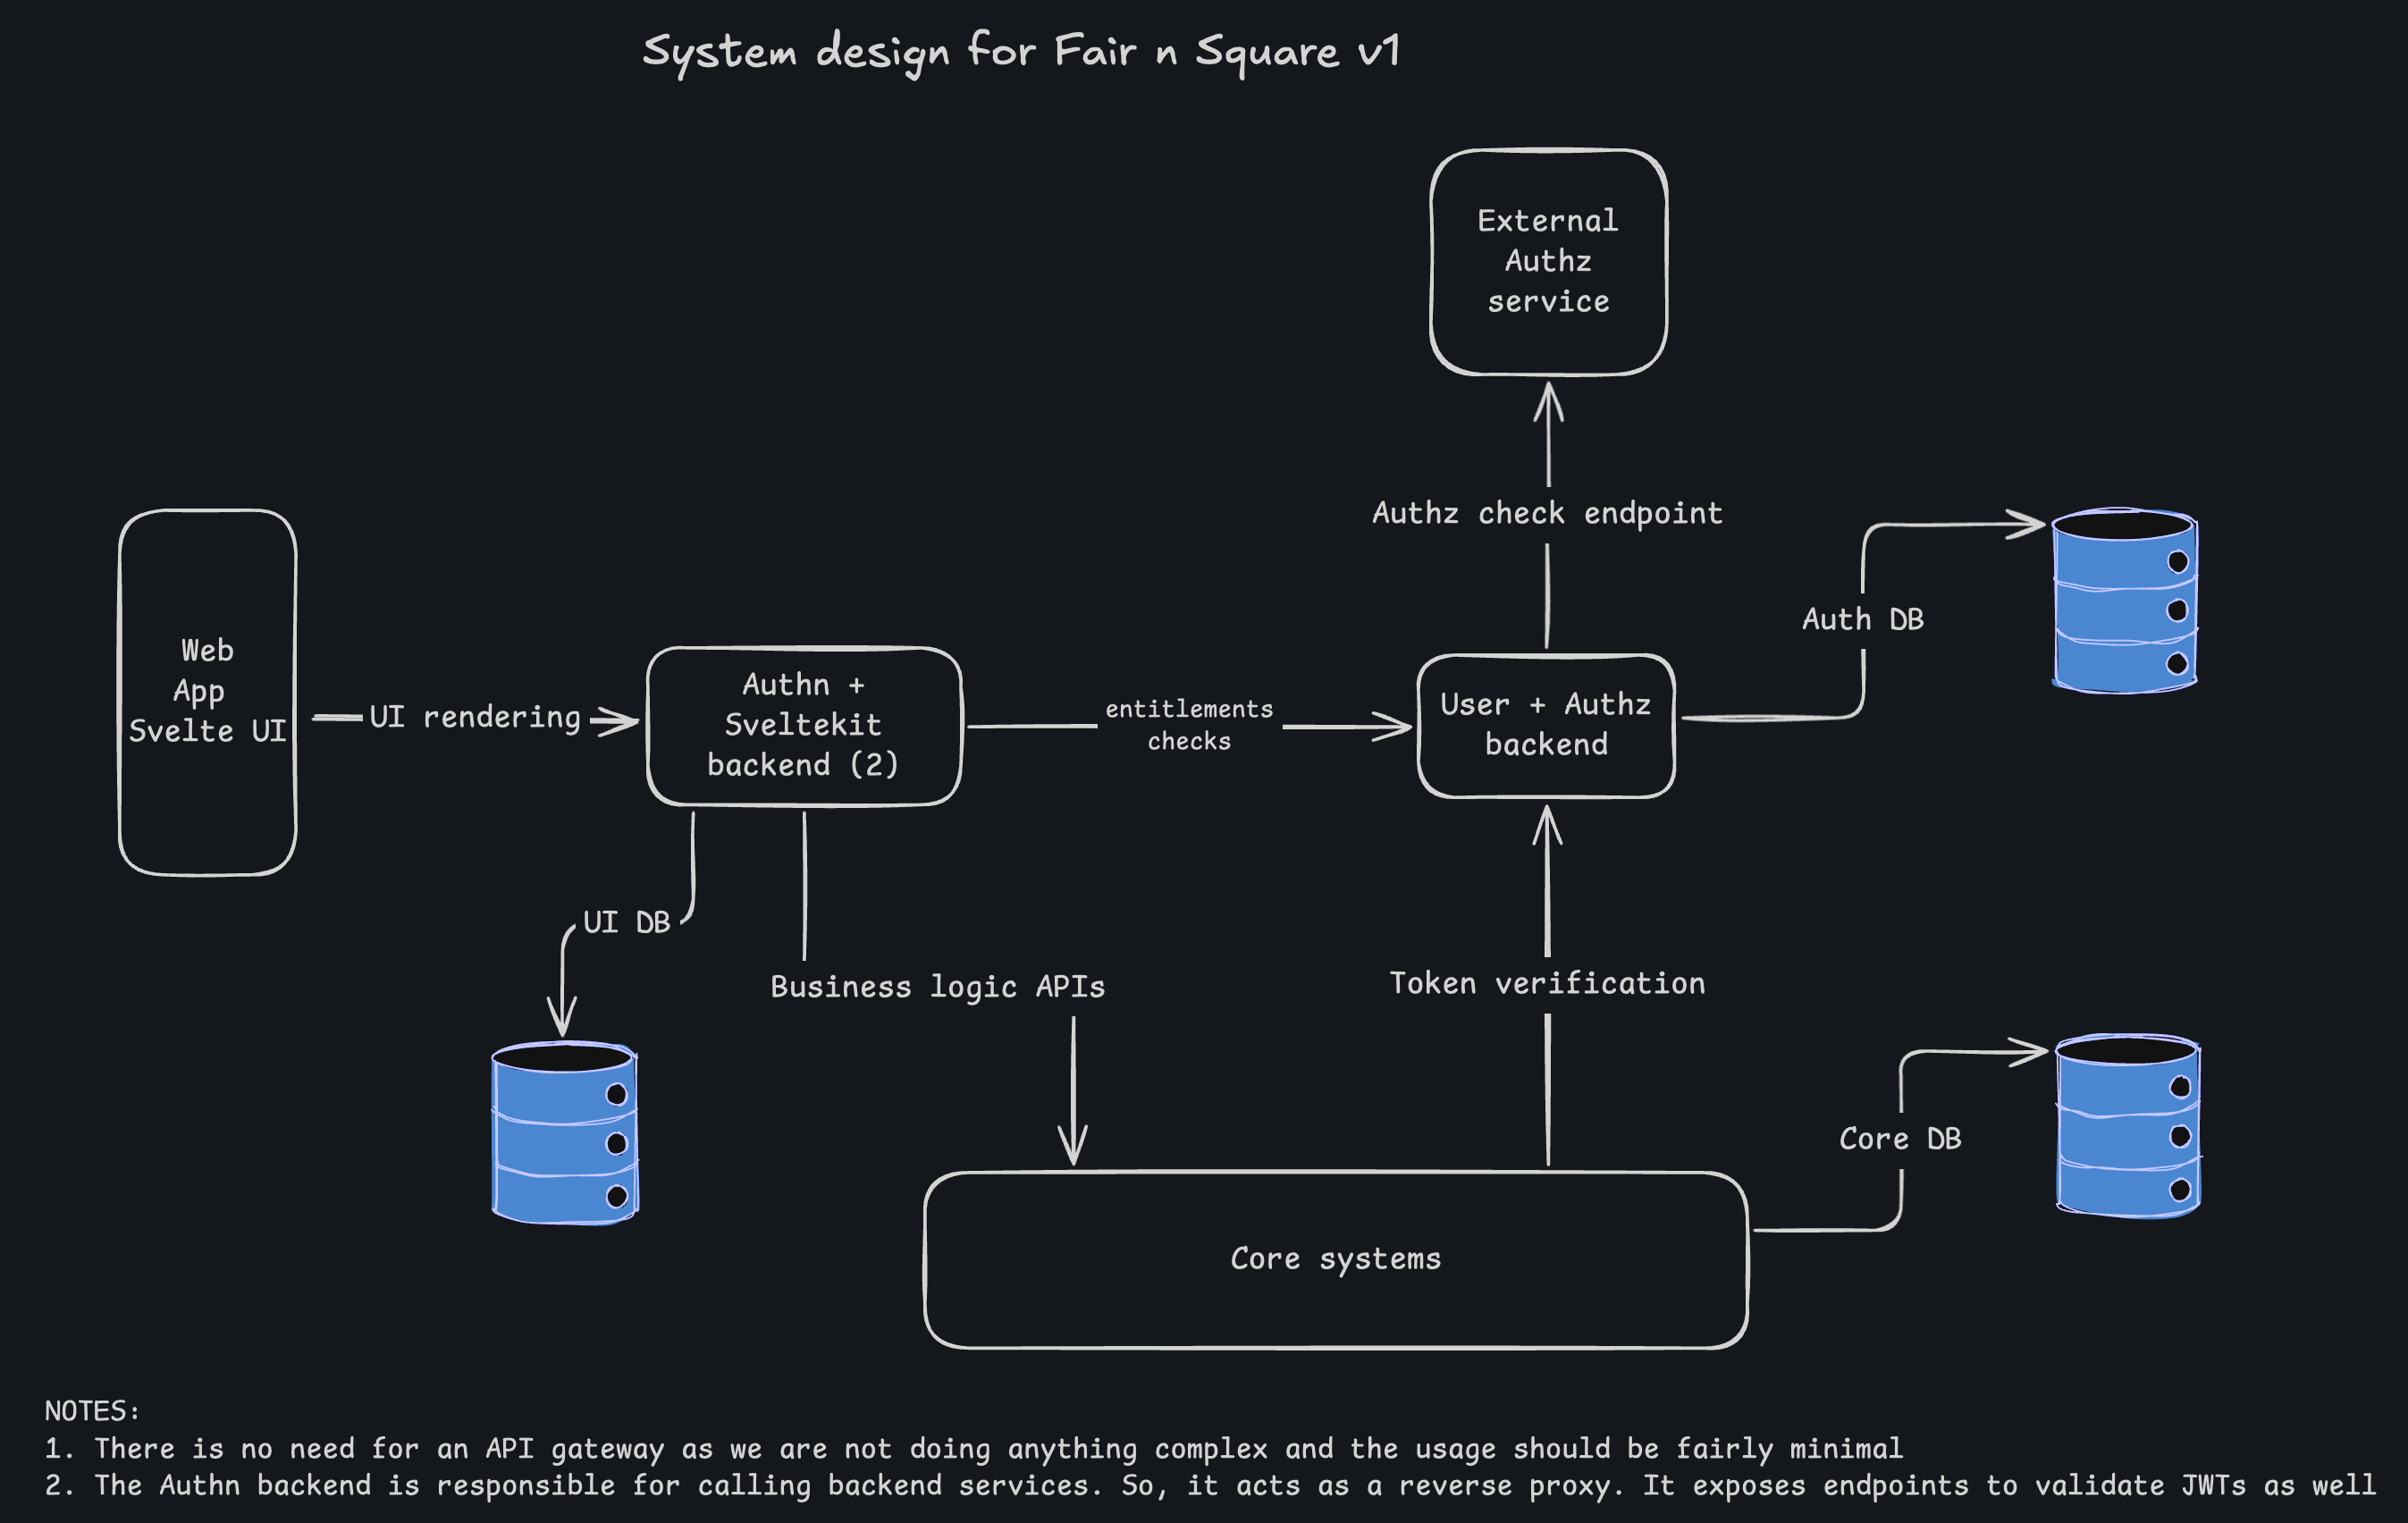 System design for Fair n Square v1
External
Authz
service
Authz check endpoint
Auth DB
Web
App
Svelte UI
UI rendering
Authn +
Sveltekit
backend (2)
entitlements
checks
User + Authz
backend
UI DB
Business logic APIs
Token verification
Core DB
Core systems
NOTES:
1. There is no need for an API gateway as we are not doing anything complex and the usage should be fairly minimal
2. The Authn backend is responsible for calling backend services. So, it acts as a reverse proxy. It exposes endpoints to validate JWTs as well